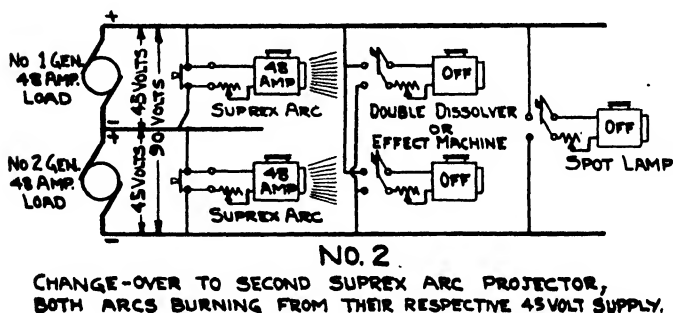 No 1 GEN.
48 AMP.
LOAD
+
45 VOLTS
90 VOLTS
48
AMP
SUPREX ARC
OFF
DOUBLE DISSOLVER
OR
EFFECT MACHINE
OFF
SPOT LAMP
+
No 2 GEN.
48 AMP.
LOAD
45 VOLTS
48
AMP
SUPREX ARC
OFF
NO. 2
CHANGE-OVER TO SECOND SUPREX ARC PROJECTOR,
BOTH ARCS BURNING FROM THEIR RESPECTIVE 45 VOLT SUPPLY.